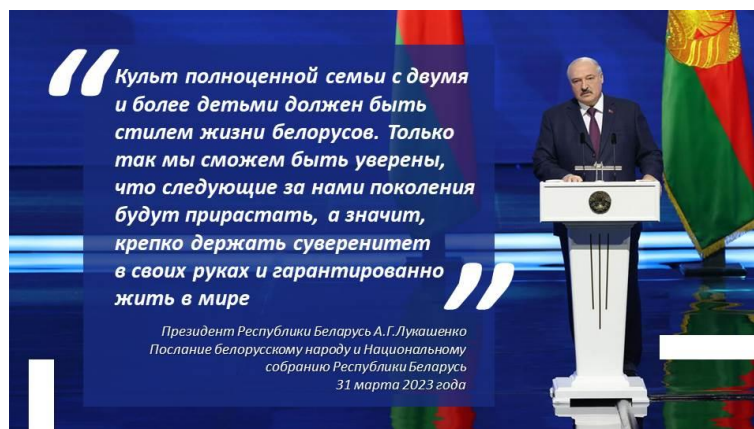 “
Культ полноценной семьи с двумя
и более детьми должен быть
стилем жизни белорусов. Только
так мы сможем быть уверены,
что следующие за нами поколения
будут прирастать, а значит,
крепко держать суверенитет
в своих руках и гарантированно
жить в мире
”
Президент Республики Беларусь А.Г.Лукашенко
Послание белорусскому народу и Национальному
собранию Республики Беларусь
31 марта 2023 года